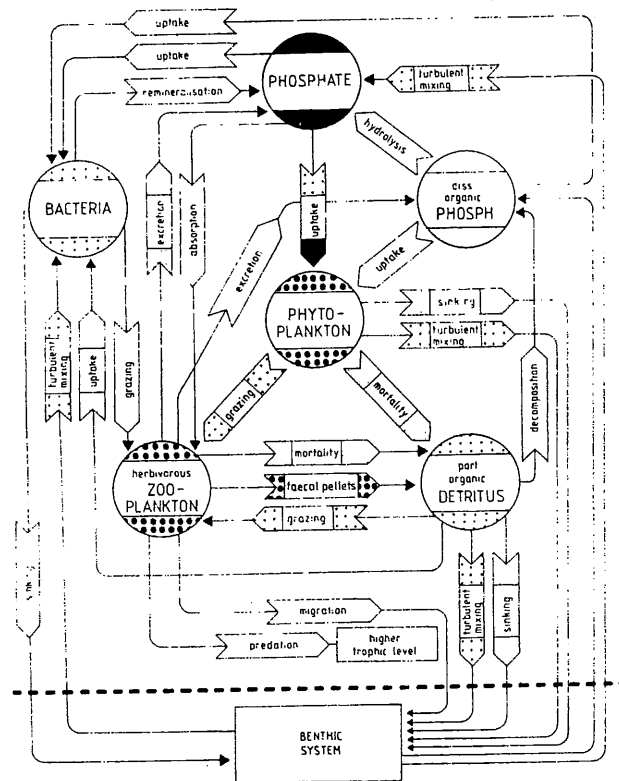 uptake
uptake
PHOSPHATE
turbulent
mixing
remineralisation
hydrolysis
BACTERIA
excretion
absorption
uptake
diss
organic
PHOSPH
excretion
uptake
PHYTO-
PLANKTON
sinking
turbulent
mixing
turbulent
mixing
uptake
grazing
grazing
mortality
decomposition
herbivorous
ZOO-
PLANKTON
mortality
faecal pellets
grazing
part
organic
DETRITUS
sinking
migration
predation
higher
trophic level
turbulent
mixing
sinking
BENTHIC
SYSTEM